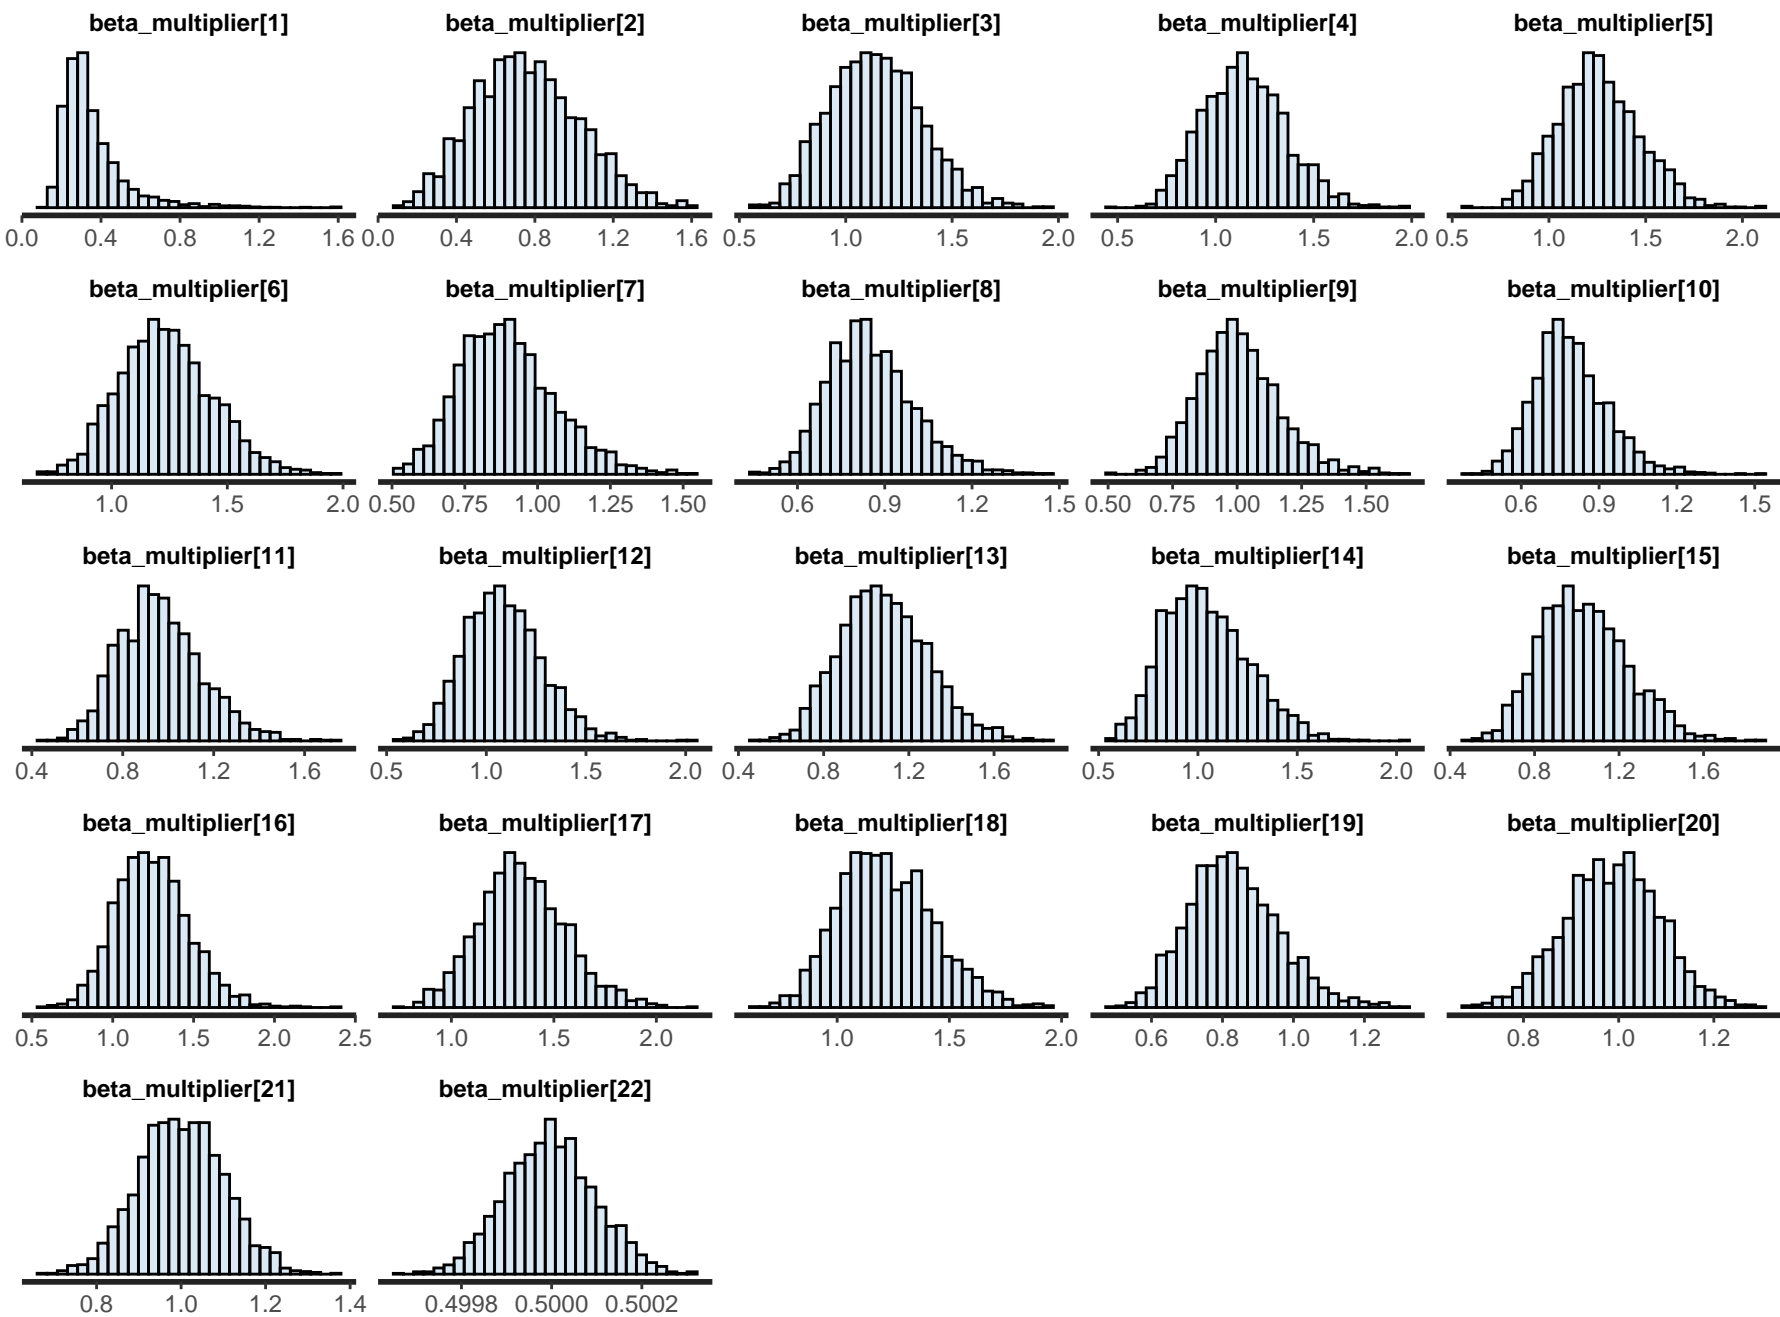 beta_multiplier[1] beta_multiplier[2] beta_multiplier[3] beta_multiplier[4] beta_multiplier[5]
0.0 0.4 0.8 1.2 1.6 0.0 0.4 0.8 1.2 1.6 0.5 1.0 1.5 2.0 0.5 1.0 1.5 2.0 0.5 1.0 1.5 2.0
beta_multiplier[6] beta_multiplier[7] beta_multiplier[8] beta_multiplier[9] beta_multiplier[10]
1.0 1.5 2.0 0.50 0.75 1.00 1.25 1.50 0.6 0.9 1.2 1.5 0.50 0.75 1.00 1.25 1.50 0.6 0.9 1.2 1.5
beta_multiplier[11] beta_multiplier[12] beta_multiplier[13] beta_multiplier[14] beta_multiplier[15]
0.4 0.8 1.2 1.6 0.5 1.0 1.5 2.0 0.4 0.8 1.2 1.6 0.5 1.0 1.5 2.0 0.4 0.8 1.2 1.6
beta_multiplier[16] beta_multiplier[17] beta_multiplier[18] beta_multiplier[19] beta_multiplier[20]
0.5 1.0 1.5 2.0 2.5 1.0 1.5 2.0 1.0 1.5 2.0 0.6 0.8 1.0 1.2 0.8 1.0 1.2
beta_multiplier[21] beta_multiplier[22]
0.8 1.0 1.2 1.4 0.4998 0.5000 0.5002